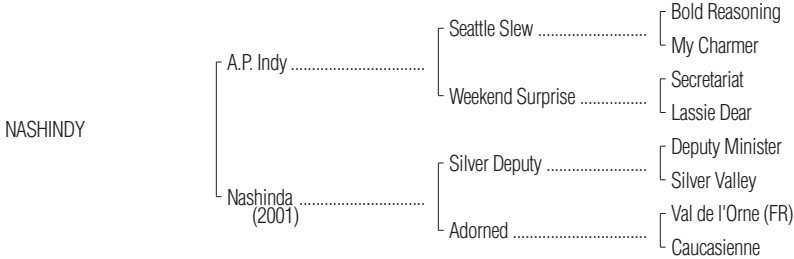 Bold Reasoning
Seattle Slew ..........................
My Charmer
A.P. Indy ................................
Secretariat
Weekend Surprise ................
Lassie Dear
NASHINDY
Deputy Minister
Silver Deputy ........................
Silver Valley
Nashinda ..............................
(2001)
Val de l'Orne (FR)
Adorned ................................
Caucasienne